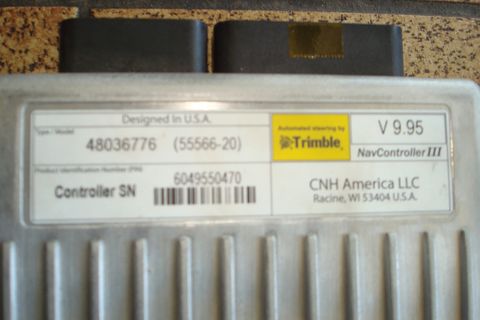 Designed In U.S.A.
Type / Model
48036776 (55566-20)
Automated steering by
Trimble
V 9.95
NavController III
Product Identification Number (PIN)
Controller SN
6049550470
CNH America LLC
Racine, WI 53404 U.S.A.